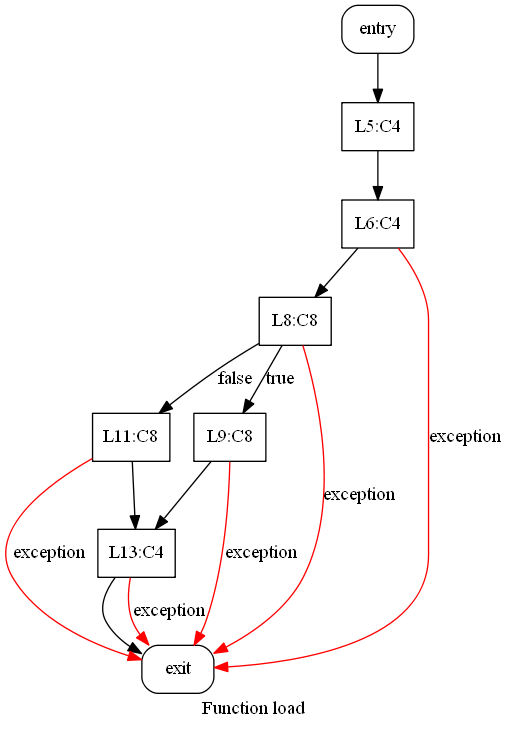 entry
L5:C4
L6:C4
L8:C8
false
true
L11:C8
L9:C8
exception
exception
exception
exception
L13:C4
exception
exit
Function load